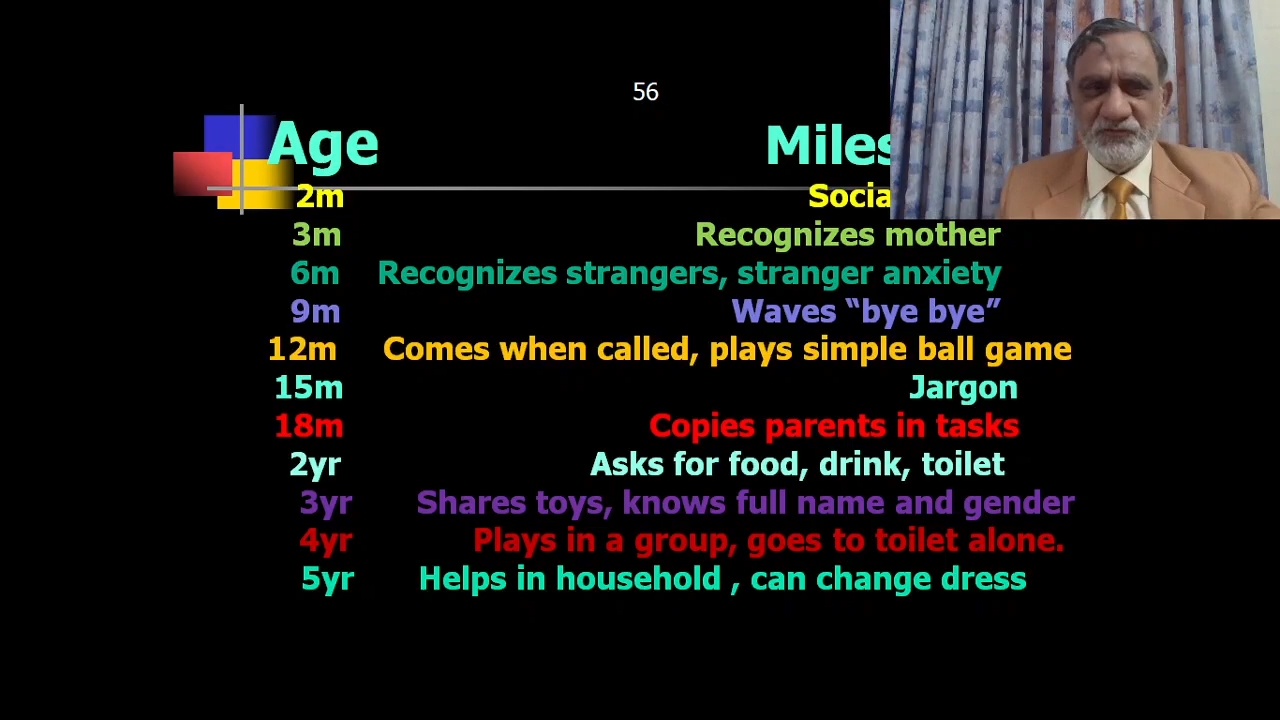 56
Age Miles
2m Socia
3m Recognizes mother
6m Recognizes strangers, stranger anxiety
9m Waves “bye bye”
12m Comes when called, plays simple ball game
15m Jargon
18m Copies parents in tasks
2yr Asks for food, drink, toilet
3yr Shares toys, knows full name and gender
4yr Plays in a group, goes to toilet alone.
5yr Helps in household , can change dress